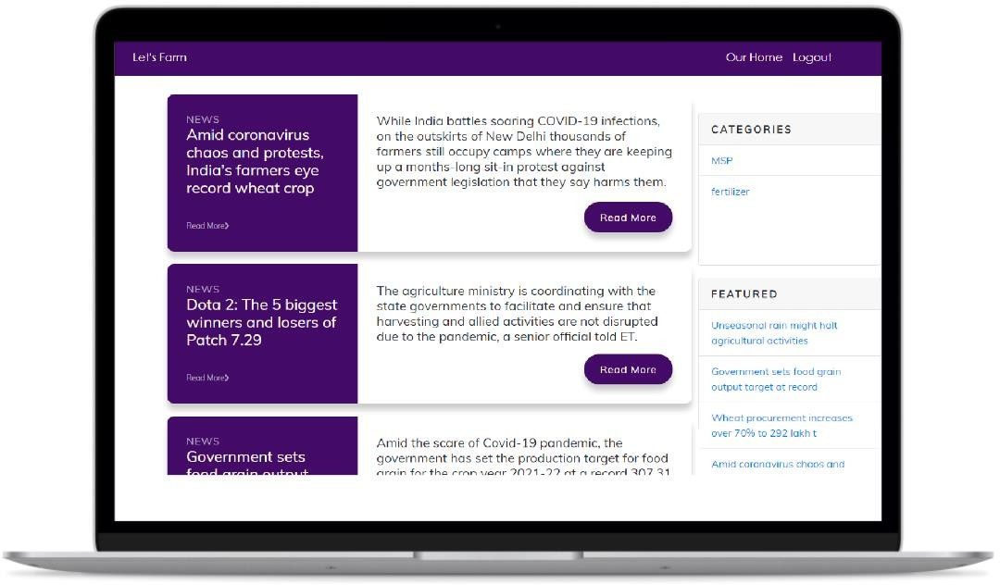 Let's Farm
Our Home Logout
NEWS
Amid coronavirus
chaos and protests,
India's farmers eye
record wheat crop
Read More
While India battles soaring COVID-19 infections,
on the outskirts of New Delhi thousands of
farmers still occupy camps where they are keeping
up a months-long sit-in protest against
government legislation that they say harms them.
Read More
NEWS
Dota 2: The 5 biggest
winners and losers of
Patch 7.29
Read More
The agriculture ministry is coordinating with the
state governments to facilitate and ensure that
harvesting and allied activities are not disrupted
due to the pandemic, a senior official told ET.
Read More
NEWS
Government sets
food grain output
Amid the scare of Covid-19 pandemic, the
government has set the production target for food
grain for the crop year 2021-22 at a record 307.31
CATEGORIES
MSP
fertilizer
FEATURED
Unseasonal rain might halt
agricultural activities
Government sets food grain
output target at record
Wheat procurement increases
over 70% to 292 lakh t
Amid coronavirus chaos and